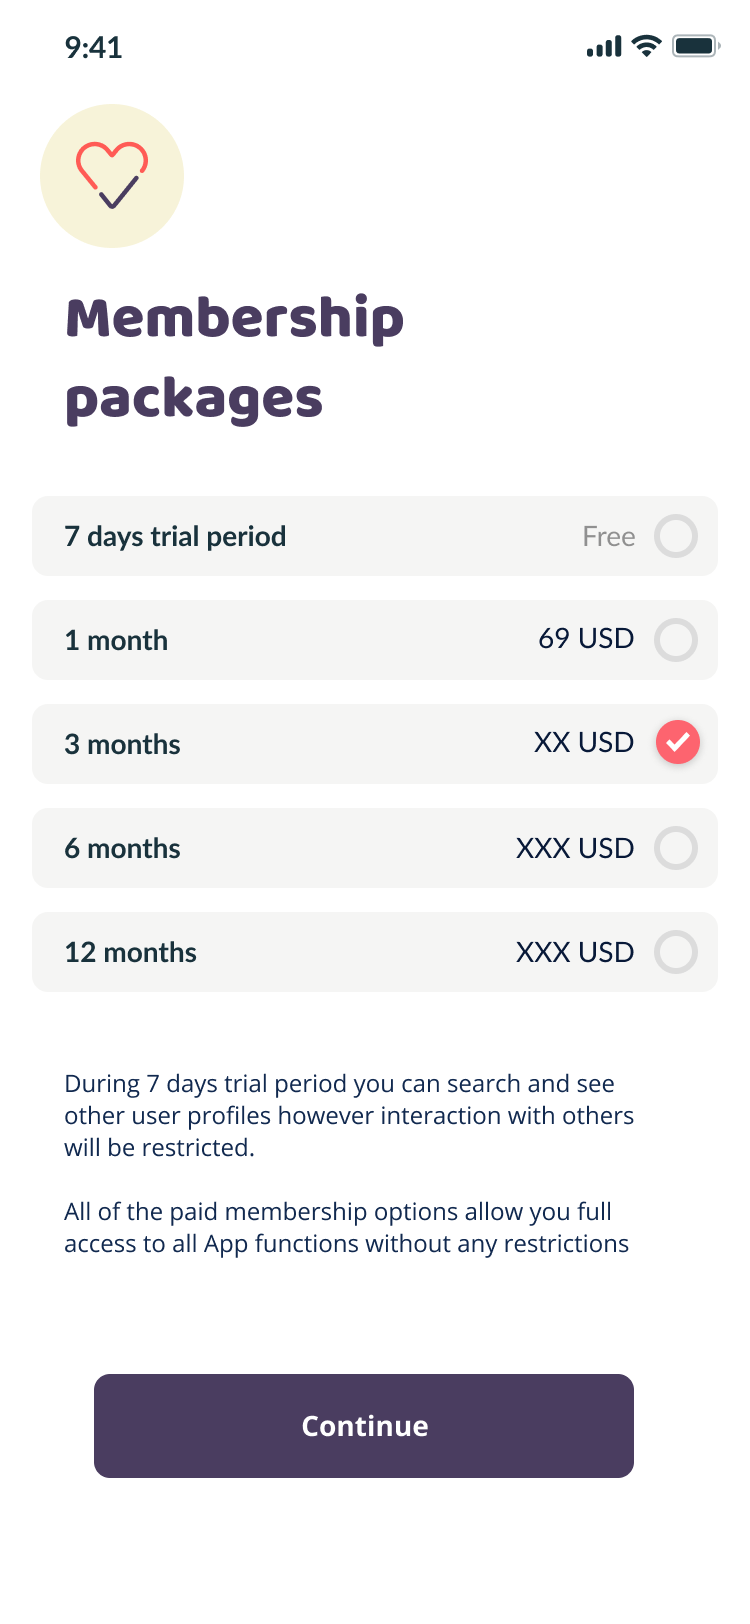 9:41
Membership
packages
7 days trial period Free
1 month 69 USD
3 months XX USD
6 months XXX USD
12 months XXX USD
During 7 days trial period you can search and see
other user profiles however interaction with others
will be restricted.
All of the paid membership options allow you full
access to all App functions without any restrictions
Continue